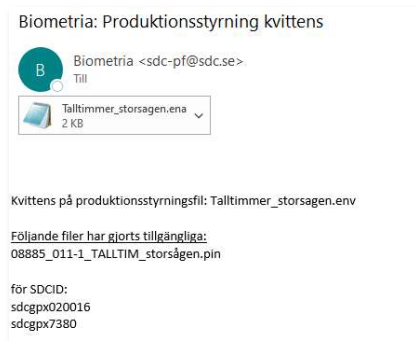 Biometria: Produktionsstyrning kvittens
B
Biometria <sdc-pf@sdc.se>
Till
Talltimmer_storsagen.ena
2 KB
Kvittens på produktionsstyrningsfil: Talltimmer_storsagen.env
Följande filer har gjorts tillgängliga:
08885_011-1_TALLTIM_storsågen.pin
för SDCID:
sdcgpx020016
sdcgpx7380